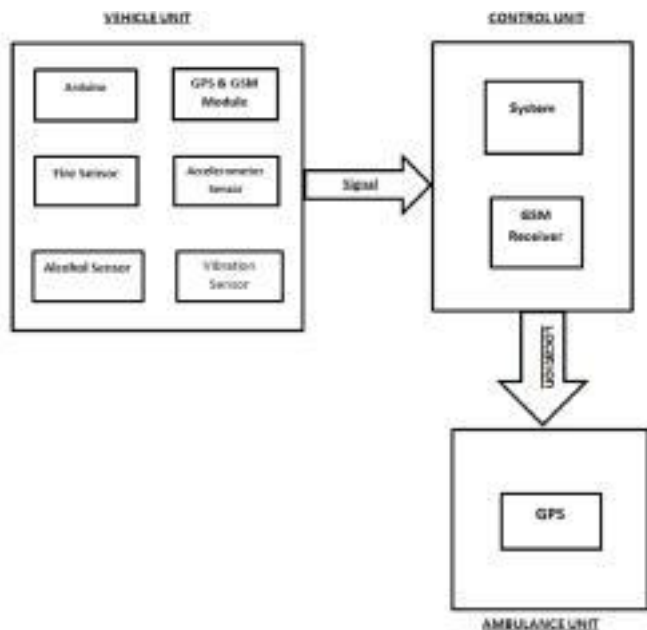 VEHICLE UNIT
CONTROL UNIT
Arduino
GPS & GSM
Module
System
Sensor
Accelerometer
Sensor
Signal
GSM
Receiver
Alcohol Sensor
Vibration
Sensor
Location
GPS
AMBULANCE UNIT